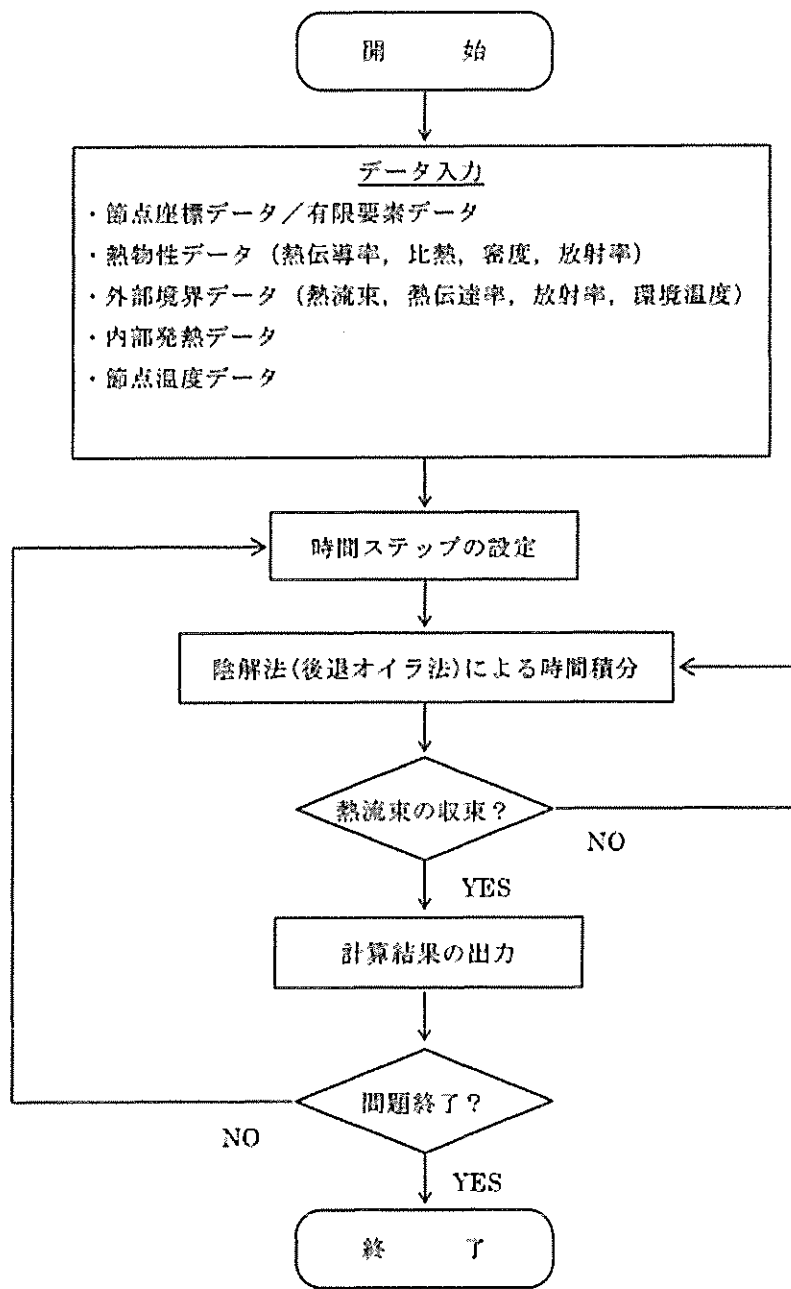 開　始
データ入力
・節点座標データ／有限要素データ
・熱物性データ（熱伝導率，比熱，密度，放射率）
・外部境界データ（熱流束，熱伝達率，放射率，環境温度）
・内部発熱データ
・節点温度データ
時間ステップの設定
陰解法(後退オイラ法)による時間積分
熱流束の収束？
NO
YES
計算結果の出力
問題終了？
NO
YES
終　了